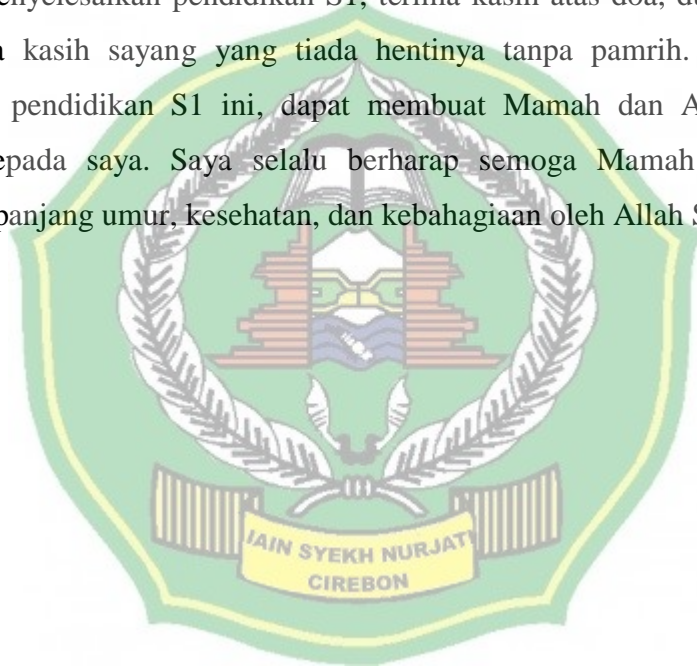 menyelesaikan pendidikan S1, terima kasih atas doa,
kasih sayang yang tiada hentinya tanpa pamrih.
pendidikan S1 ini, dapat membuat Mamah dan
kepada saya. Saya selalu berharap semoga Mamah
panjang umur, kesehatan, dan kebahagiaan oleh Allah
IAIN SYEKH NURJATI
CIREBON